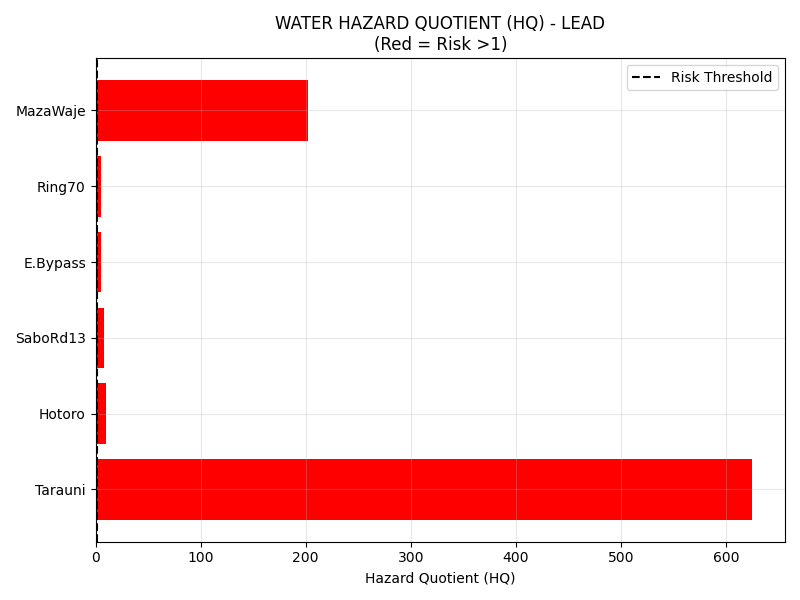 WATER HAZARD QUOTIENT (HQ) - LEAD
(Red = Risk >1)
Risk Threshold
MazaWaje
Ring70
E.Bypass
SaboRd13
Hotoro
Tarauni
0 100 200 300 400 500 600
Hazard Quotient (HQ)